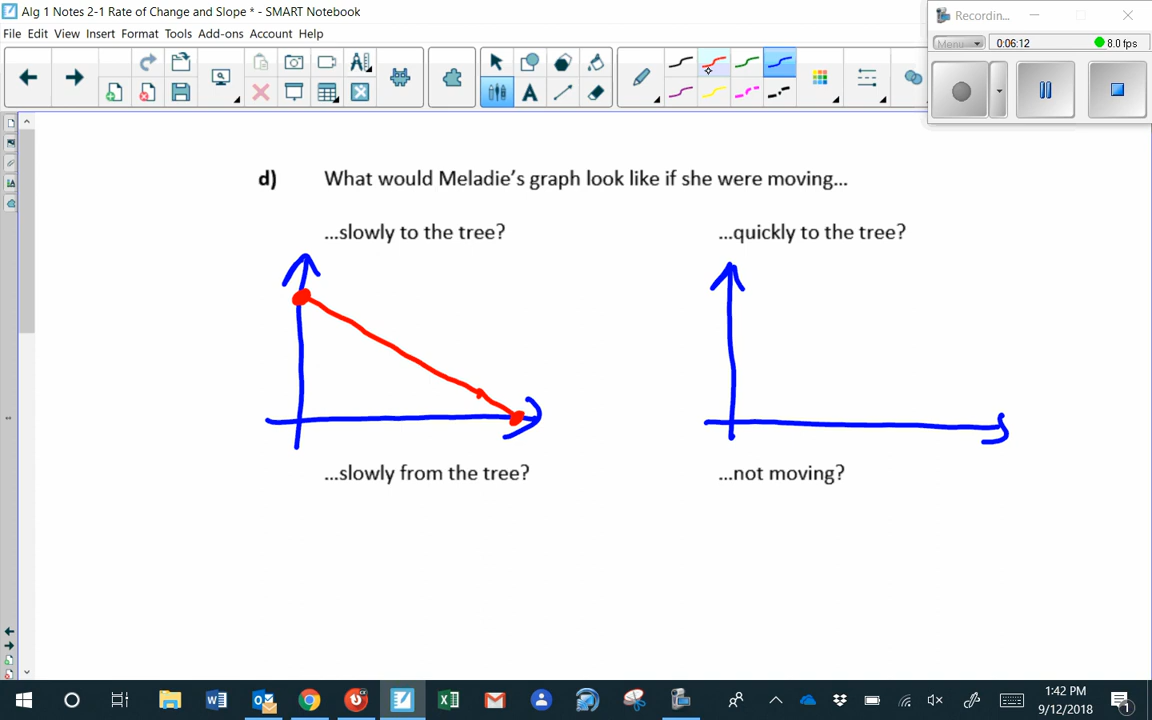 Alg 1 Notes 2-1 Rate of Change and Slope * - SMART Notebook
Recordin...
File Edit View Insert Format Tools Add-ons Account Help
Menu
0:06:12
8.0 fps
d) What would Meladie's graph look like if she were moving...
...slowly to the tree?
...quickly to the tree?
...slowly from the tree?
...not moving?
1:42 PM
9/12/2018
1